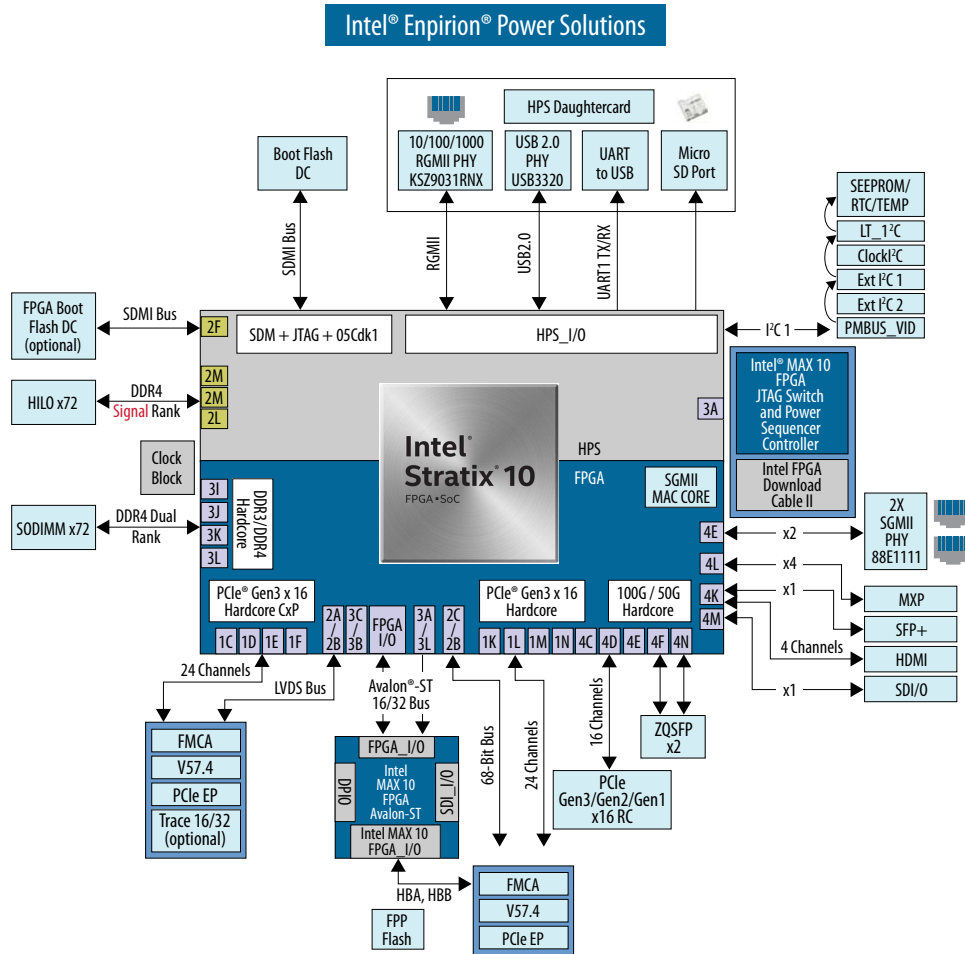 Intel® Enpirion® Power Solutions
HPS Daughtercard
10/100/1000
RGMII PHY
KSZ9031RNX
USB 2.0
PHY
USB3320
UART
to USB
Micro
SD Port
Boot Flash
DC
SDMI Bus
RGMII
USB2.0
UART1 TX/RX
SEEPROM/
RTC/TEMP
LT_1²C
ClockI²C
Ext I²C 1
Ext I²C 2
PMBUS_VID
I²C 1
FPGA Boot
Flash DC
(optional)
SDMI Bus
2F
SDM + JTAG + 05Cdk1
HPS_I/O
HILO x72
DDR4
Signal Rank
2M
2M
2L
3A
Intel® MAX 10
FPGA
JTAG Switch
and Power
Sequencer
Controller
Intel FPGA
Download
Cable II
Intel®
Stratix® 10
FPGA•SoC
HPS
FPGA
Clock
Block
SGMII
MAC CORE
3I
3J
3K
3L
DDR3/DDR4
Hardcore
SODIMM x72
DDR4 Dual
Rank
4E
4L
4K
4M
x2
x4
x1
4 Channels
x1
2X
SGMII
PHY
88E1111
MXP
SFP+
HDMI
SDI/O
PCIe® Gen3 x 16
Hardcore CxP
PCIe® Gen3 x 16
Hardcore
100G / 50G
Hardcore
1C
1D
1E
1F
2A/2B
3C/3B
FPGA
I/O
3A/3L
2C/2B
1K
1L
1M
1N
4C
4D
4E
4F
4N
24 Channels
LVDS Bus
Avalon®-ST
16/32 Bus
68-Bit Bus
24 Channels
16 Channels
ZQSFP
x2
PCIe
Gen3/Gen2/Gen1
x16 RC
FMCA
V57.4
PCIe EP
Trace 16/32
(optional)
FPGA_I/O
DPIO
Intel
MAX 10
FPGA
Avalon-ST
SDI_I/O
Intel MAX 10
FPGA_I/O
HBA, HBB
FPP
Flash
FMCA
V57.4
PCIe EP